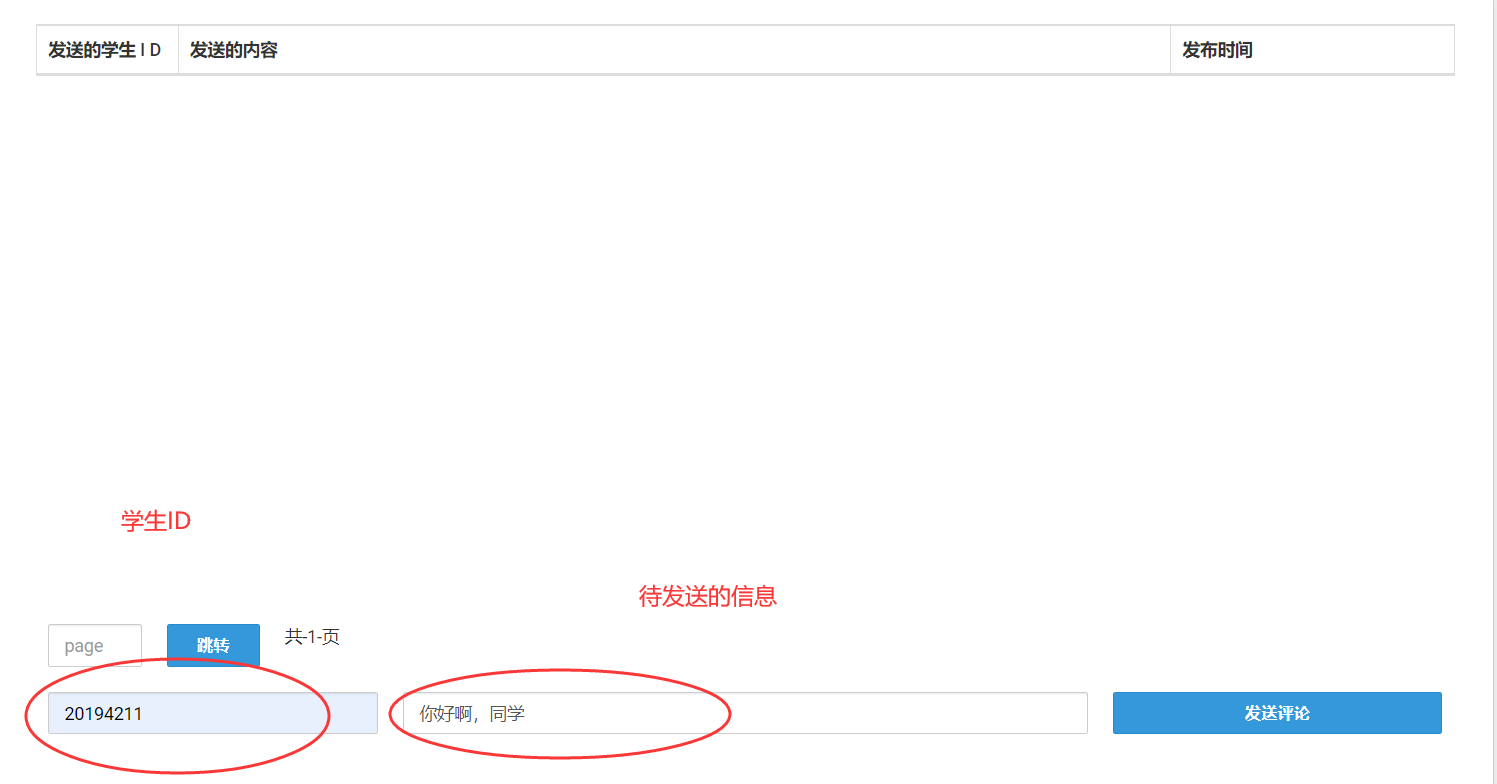 发送的学生 I D 发送的内容 发布时间
学生ID
待发送的信息
page 跳转 共-1-页
20194211 你好啊，同学 发送评论